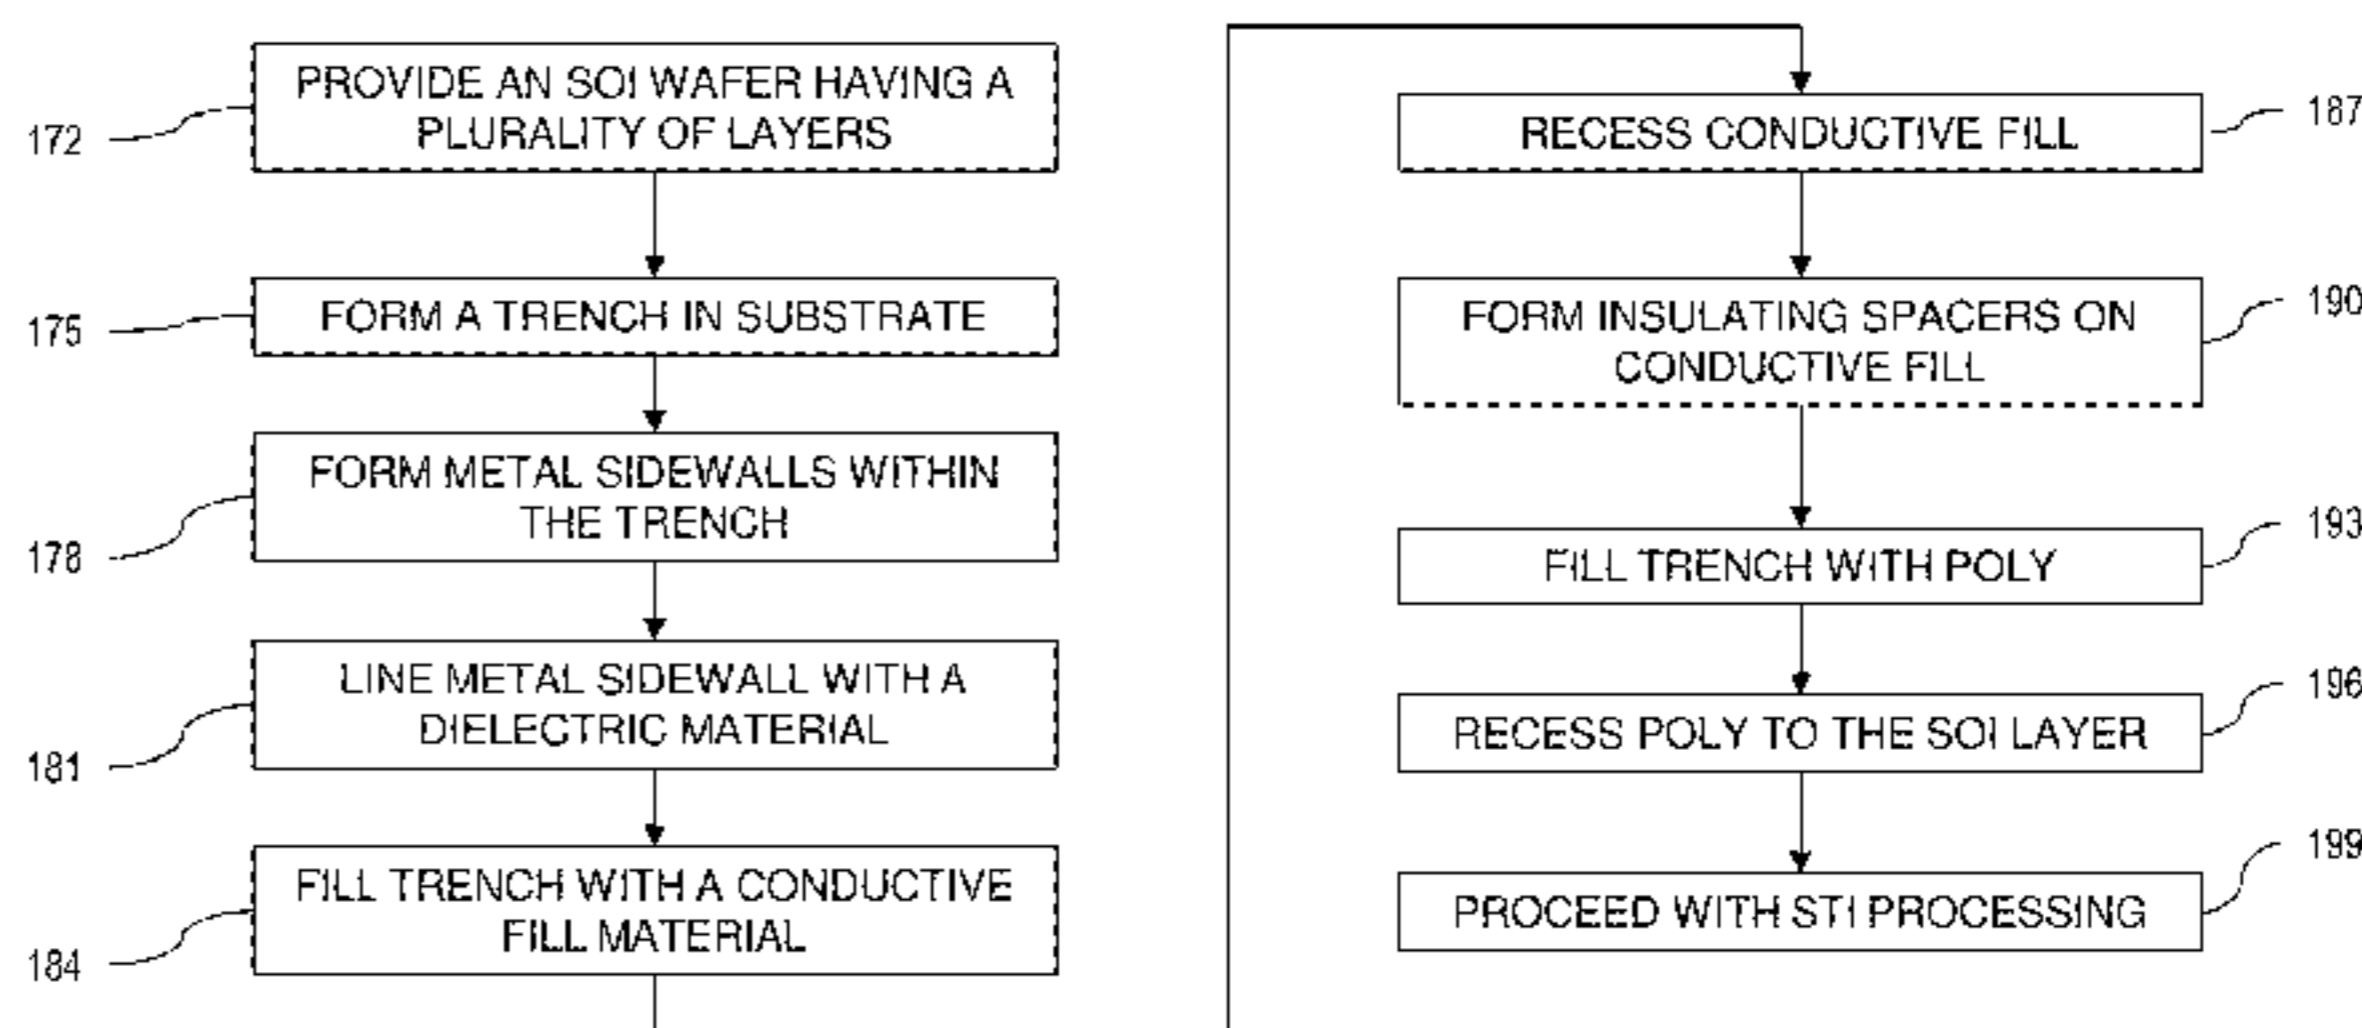 PROVIDE AN SOI WAFER HAVING A
PLURALITY OF LAYERS
172
FORM A TRENCH IN SUBSTRATE
175
FORM METAL SIDEWALLS WITHIN
THE TRENCH
178
LINE METAL SIDEWALL WITH A
DIELECTRIC MATERIAL
181
FILL TRENCH WITH A CONDUCTIVE
FILL MATERIAL
184
RECESS CONDUCTIVE FILL
187
FORM INSULATING SPACERS ON
CONDUCTIVE FILL
190
FILL TRENCH WITH POLY
193
RECESS POLY TO THE SOI LAYER
196
PROCEED WITH STI PROCESSING
199